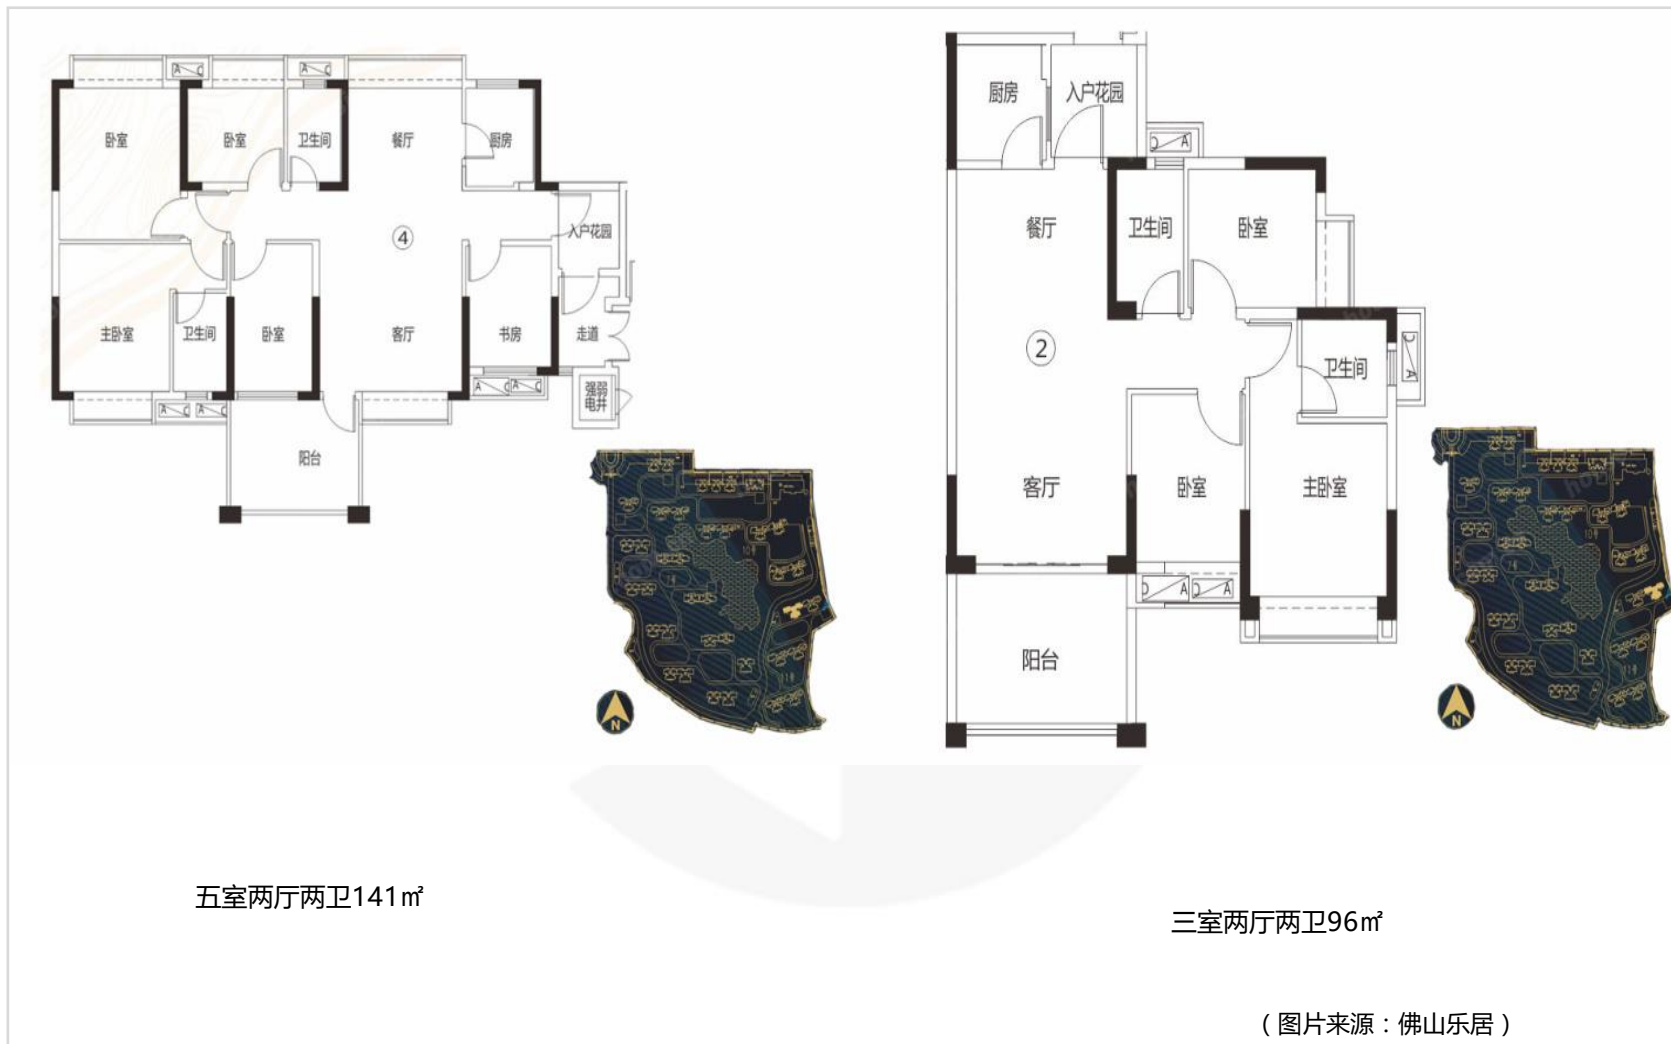 卧室
卧室
卫生间
餐厅
厨房
④
入户花园
主卧室
卫生间
卧室
客厅
书房
走道
强弱
电井
阳台
N
厨房
入户花园
餐厅
卫生间
卧室
②
卫生间
客厅
卧室
主卧室
阳台
N
五室两厅两卫141㎡
三室两厅两卫96㎡
（图片来源：佛山乐居）